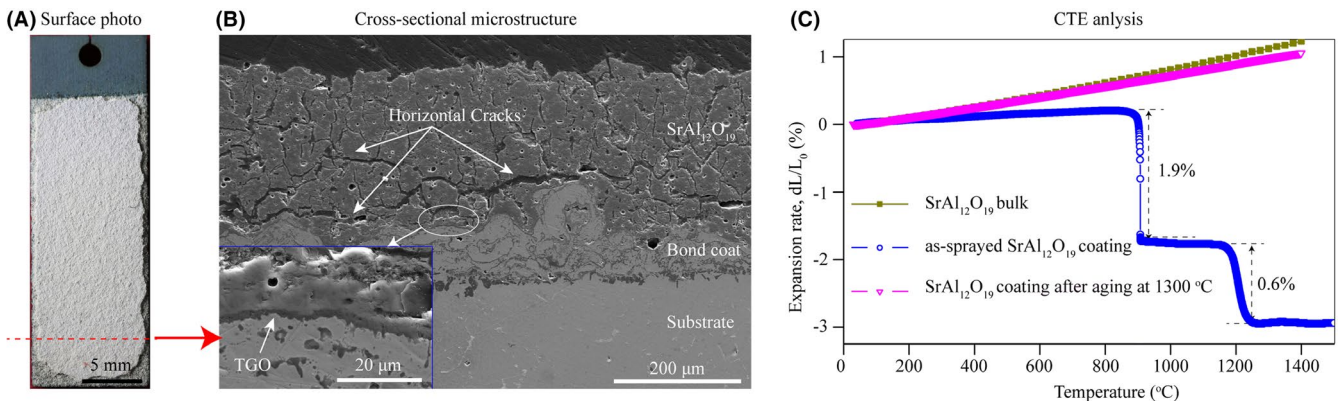 (A) Surface photo
5 mm
(B) Cross-sectional microstructure
Horizontal Cracks
SrAl₁₂O₁₉
Bond coat
Substrate
TGO
20 μm
200 μm
(C) CTE anlysis
Expansion rate, dL/L₀ (%)
1
0
-1
-2
-3
1.9%
0.6%
SrAl₁₂O₁₉ bulk
as-sprayed SrAl₁₂O₁₉ coating
SrAl₁₂O₁₉ coating after aging at 1300 °C
0 200 400 600 800 1000 1200 1400
Temperature (°C)